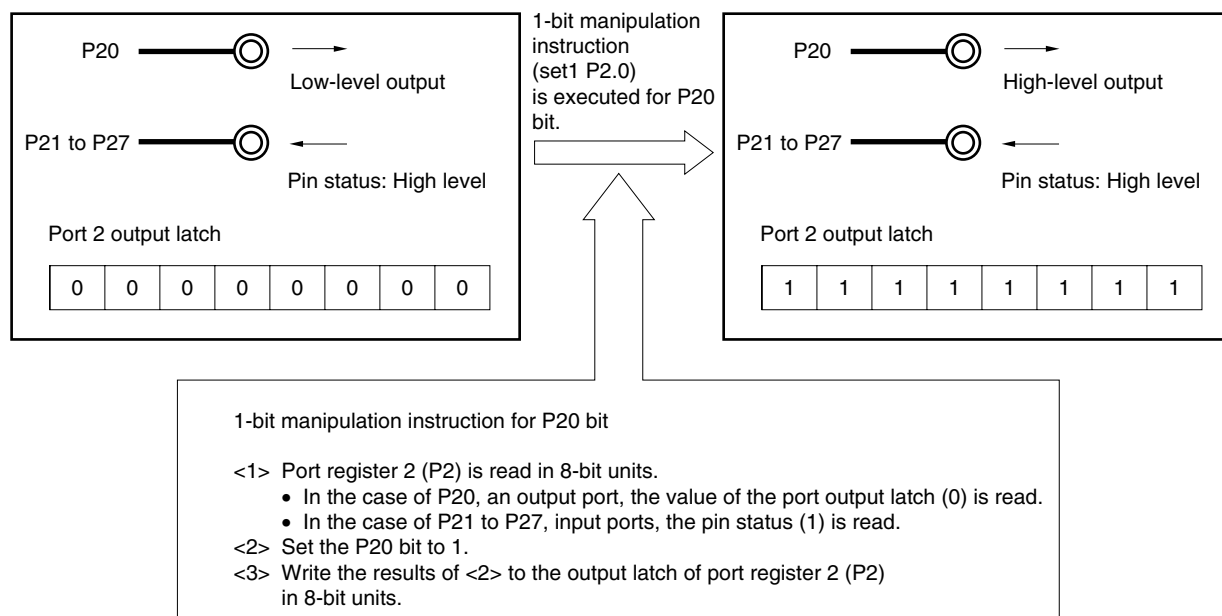 P20
Low-level output
P21 to P27
Pin status: High level
Port 2 output latch
0 0 0 0 0 0 0 0
1-bit manipulation
instruction
(set1 P2.0)
is executed for P20
bit.
P20
High-level output
P21 to P27
Pin status: High level
Port 2 output latch
1 1 1 1 1 1 1 1
1-bit manipulation instruction for P20 bit
<1> Port register 2 (P2) is read in 8-bit units.
• In the case of P20, an output port, the value of the port output latch (0) is read.
• In the case of P21 to P27, input ports, the pin status (1) is read.
<2> Set the P20 bit to 1.
<3> Write the results of <2> to the output latch of port register 2 (P2)
in 8-bit units.